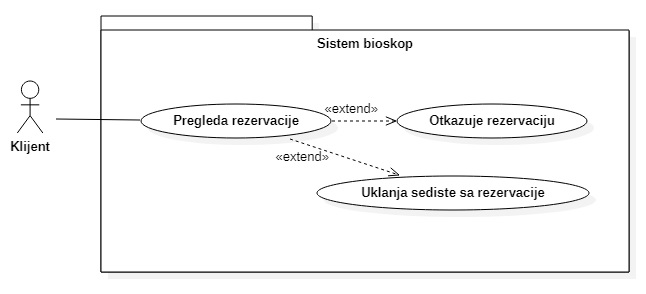 Sistem bioskop
Klijent
Pregleda rezervacije
«extend»
Otkazuje rezervaciju
«extend»
Uklanja sediste sa rezervacije